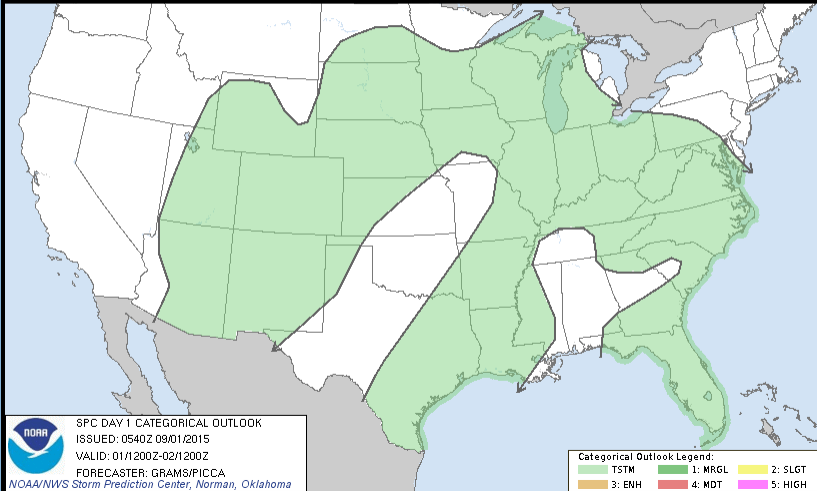 SPC DAY 1 CATEGORICAL OUTLOOK
ISSUED: 0540Z 09/01/2015
VALID: 01/1200Z-02/1200Z
FORECASTER: GRAMS/PICCA
NOAA
NOAA/NWS Storm Prediction Center, Norman, Oklahoma
Categorical Outlook Legend:
TSTM 1: MRGL 2: SLGT
3: ENH 4: MDT 5: HIGH